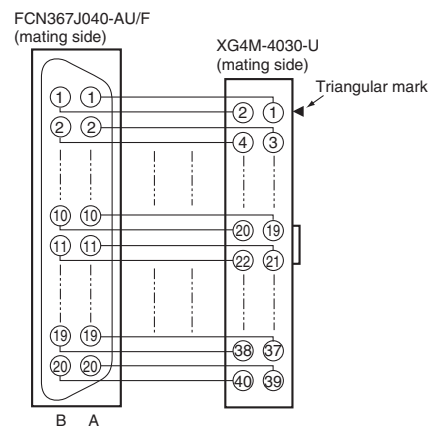 FCN367J040-AU/F
(mating side)
XG4M-4030-U
(mating side)
Triangular mark
1 1
2 1
2 2
4 3
10 10
20 19
11 11
22 21
19 19
38 37
20 20
40 39
B A